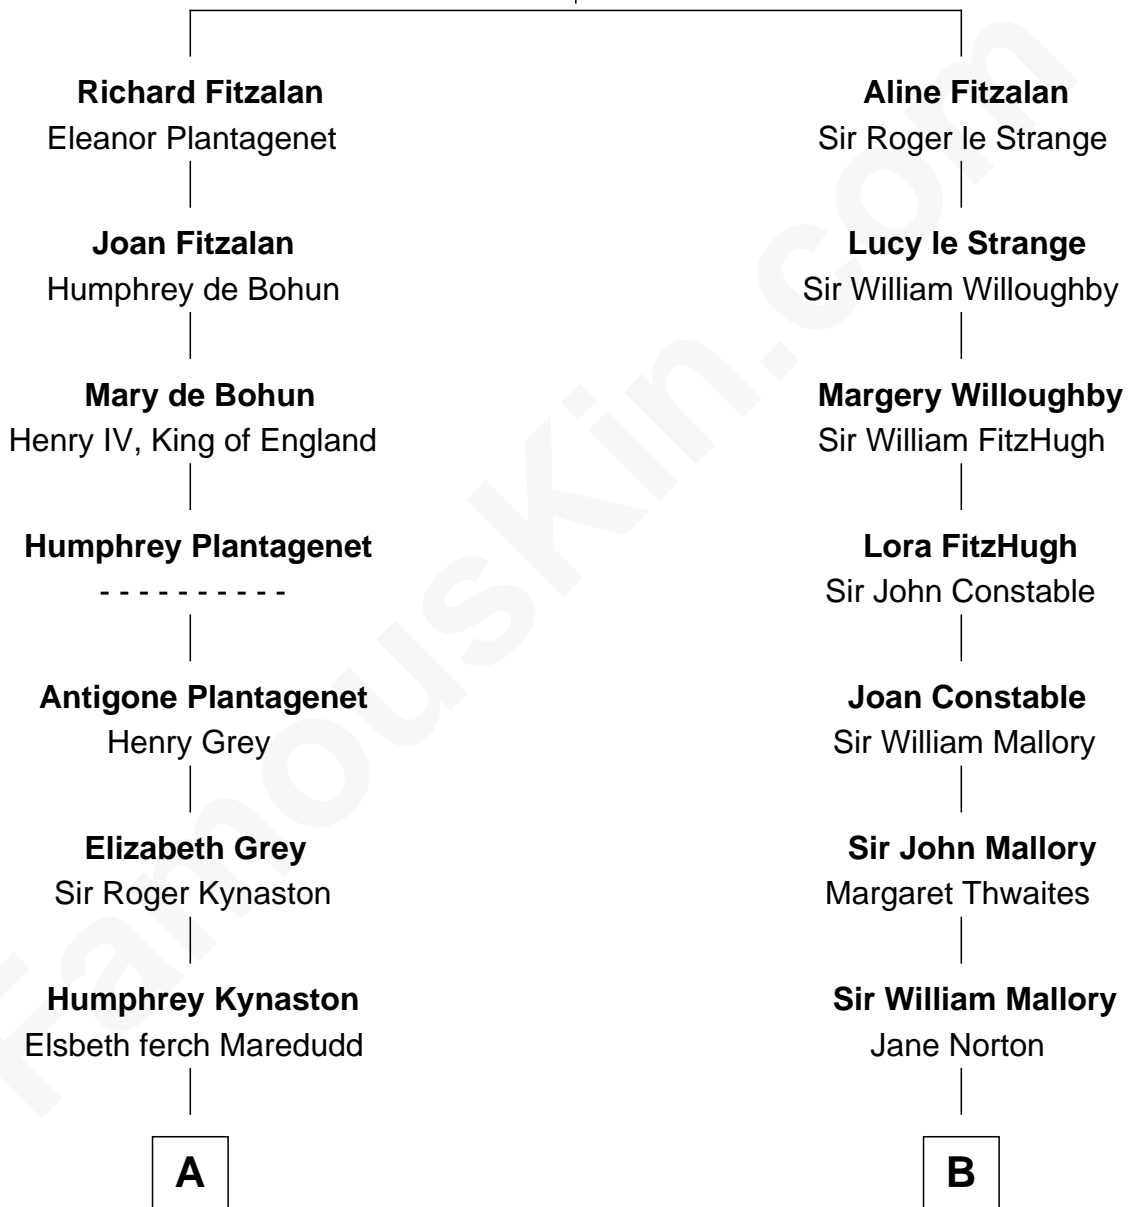 Richard Fitzalan
Eleanor Plantagenet
Aline Fitzalan
Sir Roger le Strange
Joan Fitzalan
Humphrey de Bohun
Lucy le Strange
Sir William Willoughby
Mary de Bohun
Henry IV, King of England
Margery Willoughby
Sir William FitzHugh
Humphrey Plantagenet
- - - - - - - - - -
Lora FitzHugh
Sir John Constable
Antigone Plantagenet
Henry Grey
Joan Constable
Sir William Mallory
Elizabeth Grey
Sir Roger Kynaston
Sir John Mallory
Margaret Thwaites
Humphrey Kynaston
Elsbeth ferch Maredudd
Sir William Mallory
Jane Norton
A
B
FamousKin.com